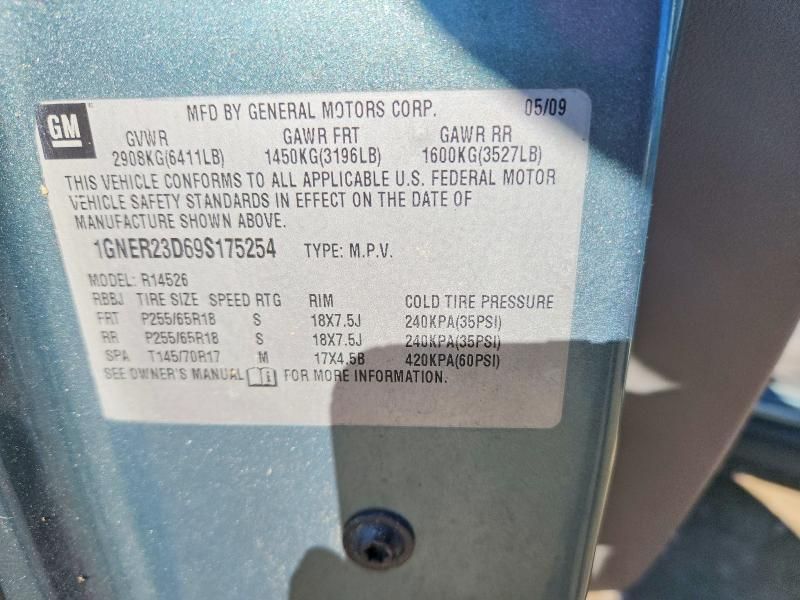 GM
MFD BY GENERAL MOTORS CORP. 05/09
GVWR GAWR FRT GAWR RR
2908KG(6411LB) 1450KG(3196LB) 1600KG(3527LB)
THIS VEHICLE CONFORMS TO ALL APPLICABLE U.S. FEDERAL MOTOR
VEHICLE SAFETY STANDARDS IN EFFECT ON THE DATE OF
MANUFACTURE SHOWN ABOVE.
1GNER23D69S175254 TYPE: M.P.V.
MODEL: R14526
RBBJ TIRE SIZE SPEED RTG RIM COLD TIRE PRESSURE
FRT P255/65R18 S 18X7.5J 240KPA(35PSI)
RR P255/65R18 S 18X7.5J 240KPA(35PSI)
SPA T145/70R17 M 17X4.5B 420KPA(60PSI)
SEE OWNER'S MANUAL FOR MORE INFORMATION.